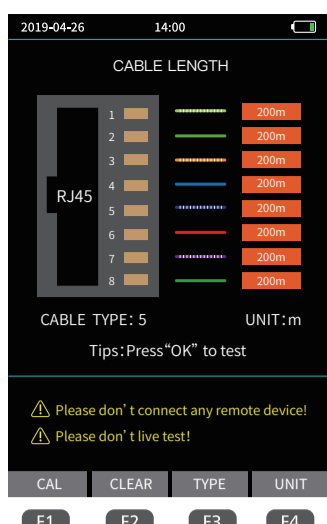 2019-04-26 14:00
CABLE LENGTH
1 200m
2 200m
3 200m
RJ45
4 200m
5 200m
6 200m
7 200m
8 200m
CABLE TYPE: 5 UNIT:m
Tips:Press“OK” to test
Please don’t connect any remote device!
Please don’t live test!
CAL CLEAR TYPE UNIT
F1 F2 F3 F4